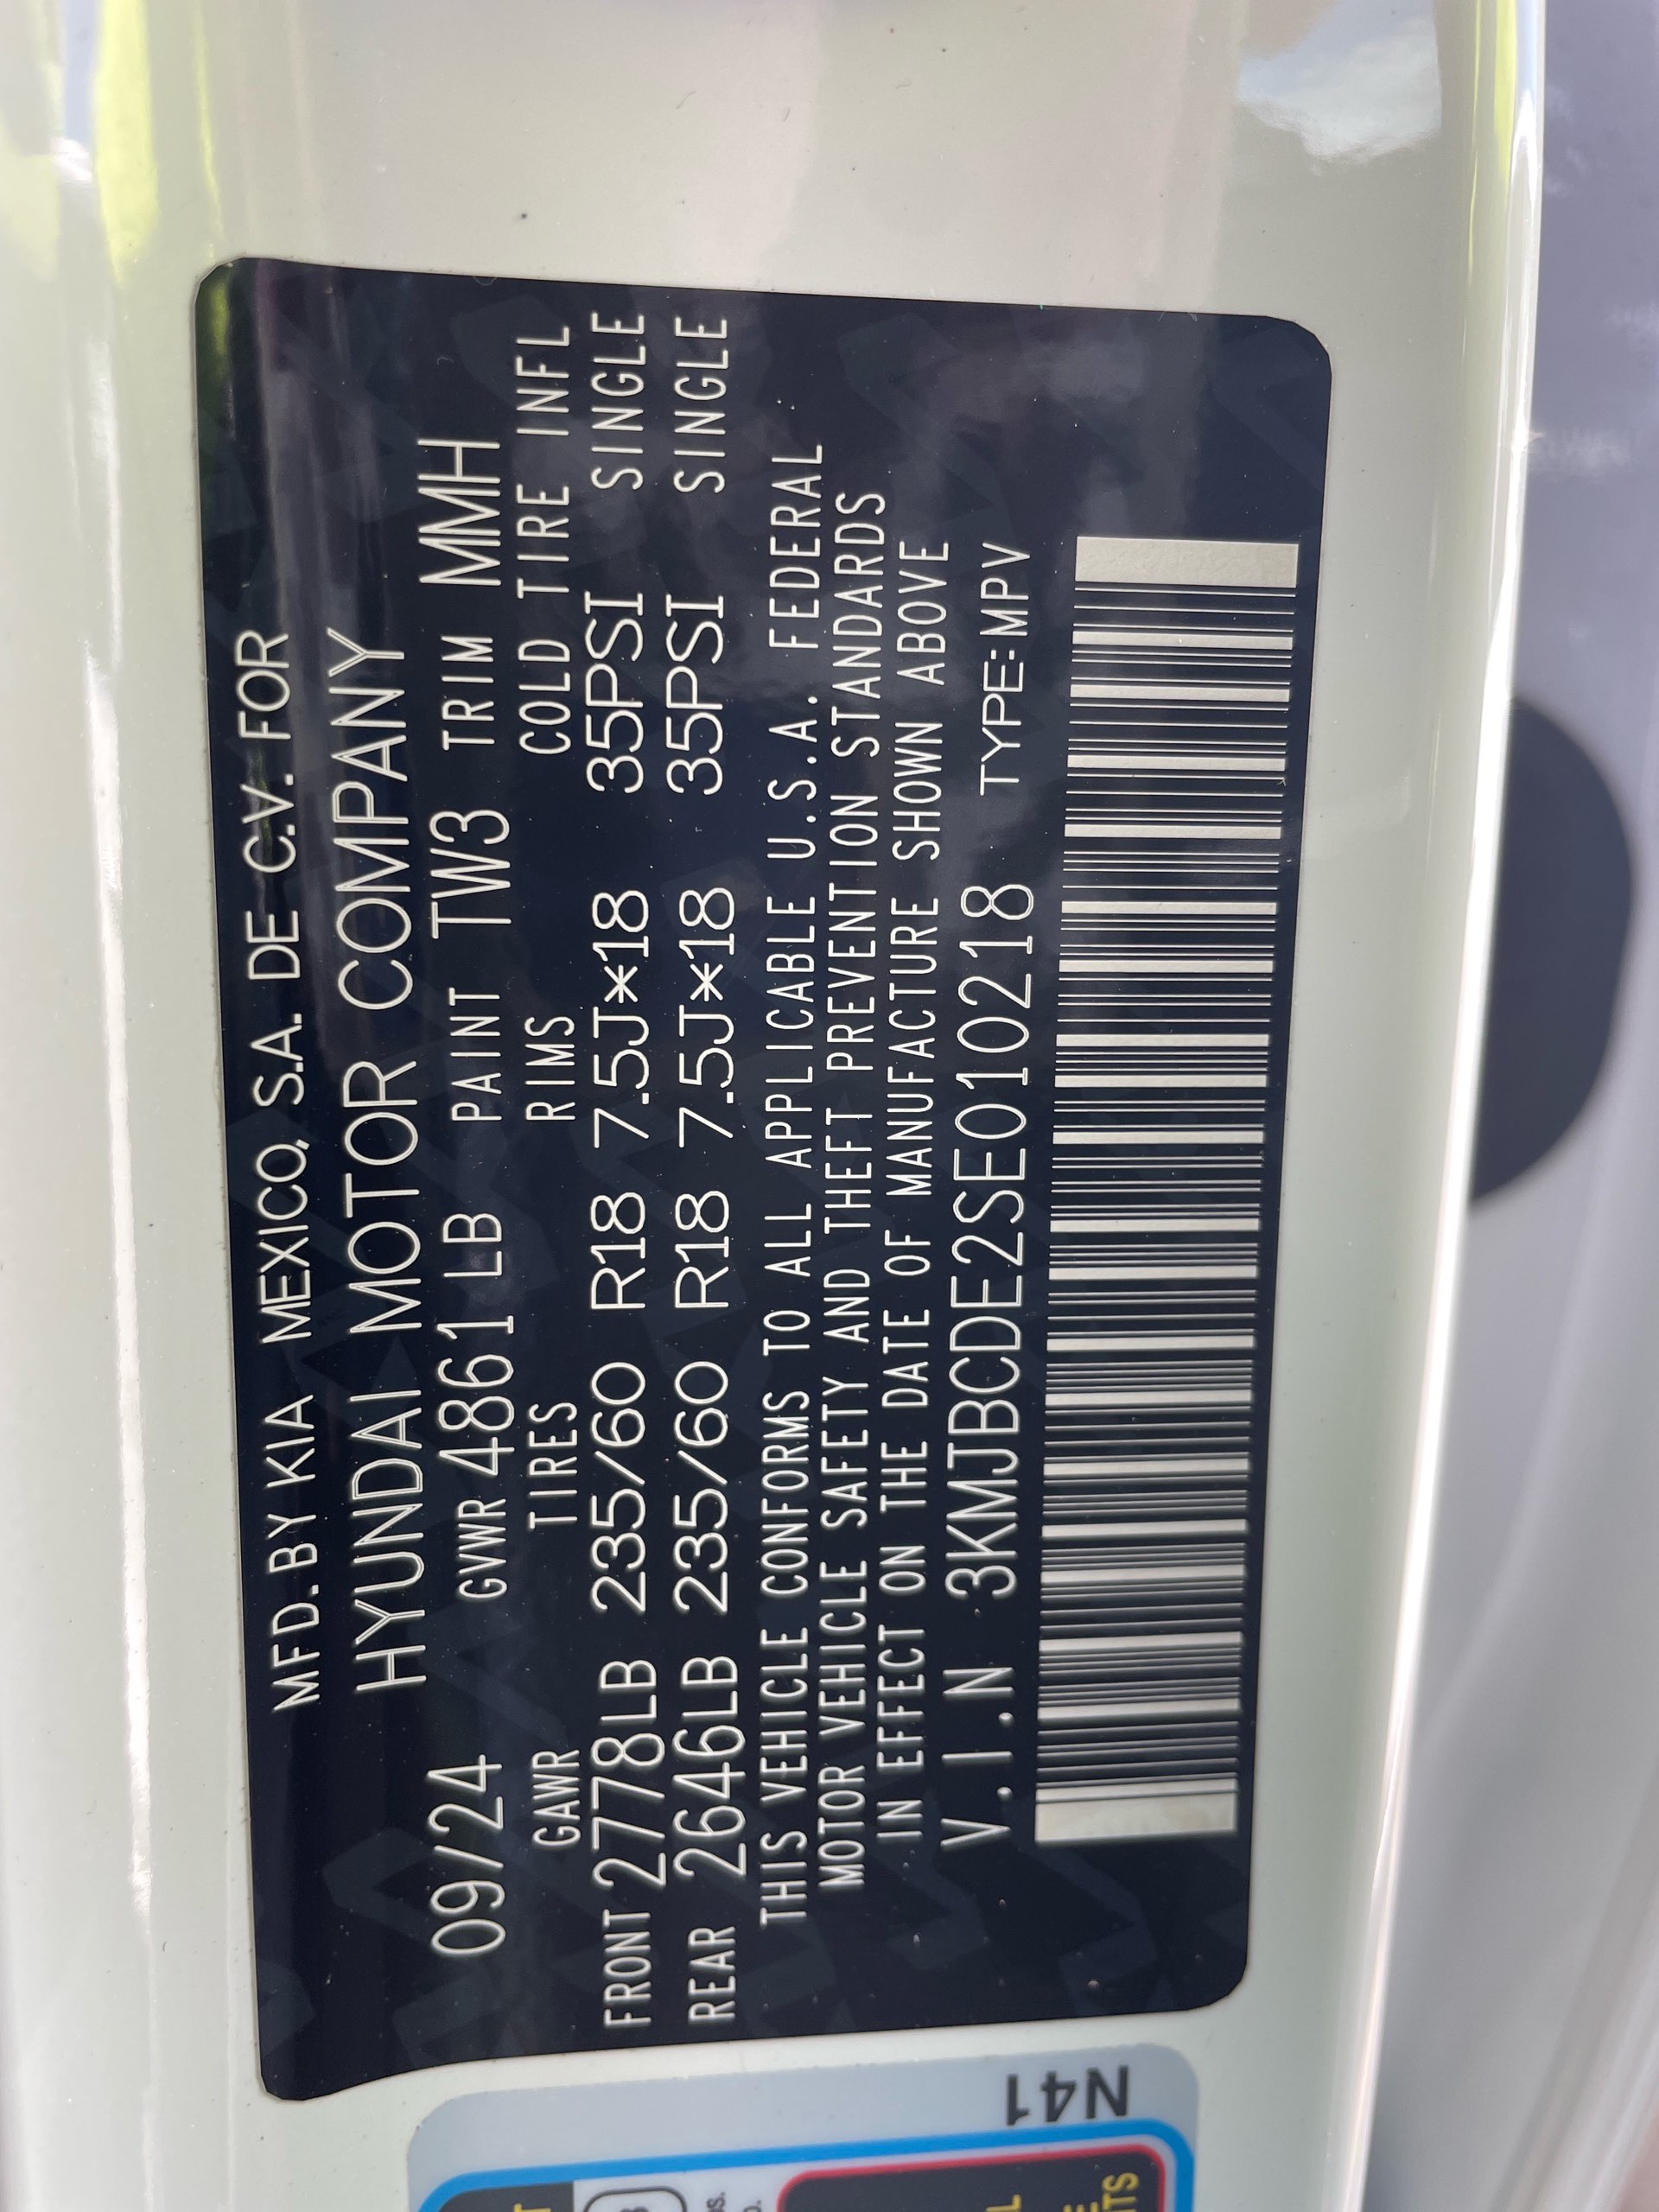 MFD. BY KIA MEXICO, S.A. DE C.V. FOR
HYUNDAI MOTOR COMPANY
09/24 GVWR 4861 LB PAINT TW3 TRIM MMH
GAWR TIRES RIMS COLD TIRE INFL
FRONT 2778LB 235/60 R18 7.5J*18 35PSI SINGLE
REAR 2646LB 235/60 R18 7.5J*18 35PSI SINGLE
THIS VEHICLE CONFORMS TO ALL APPLICABLE U.S.A. FEDERAL
MOTOR VEHICLE SAFETY AND THEFT PREVENTION STANDARDS
IN EFFECT ON THE DATE OF MANUFACTURE SHOWN ABOVE
V.I.N 3KMJBCDE2SE010218 TYPE:MPV
N41